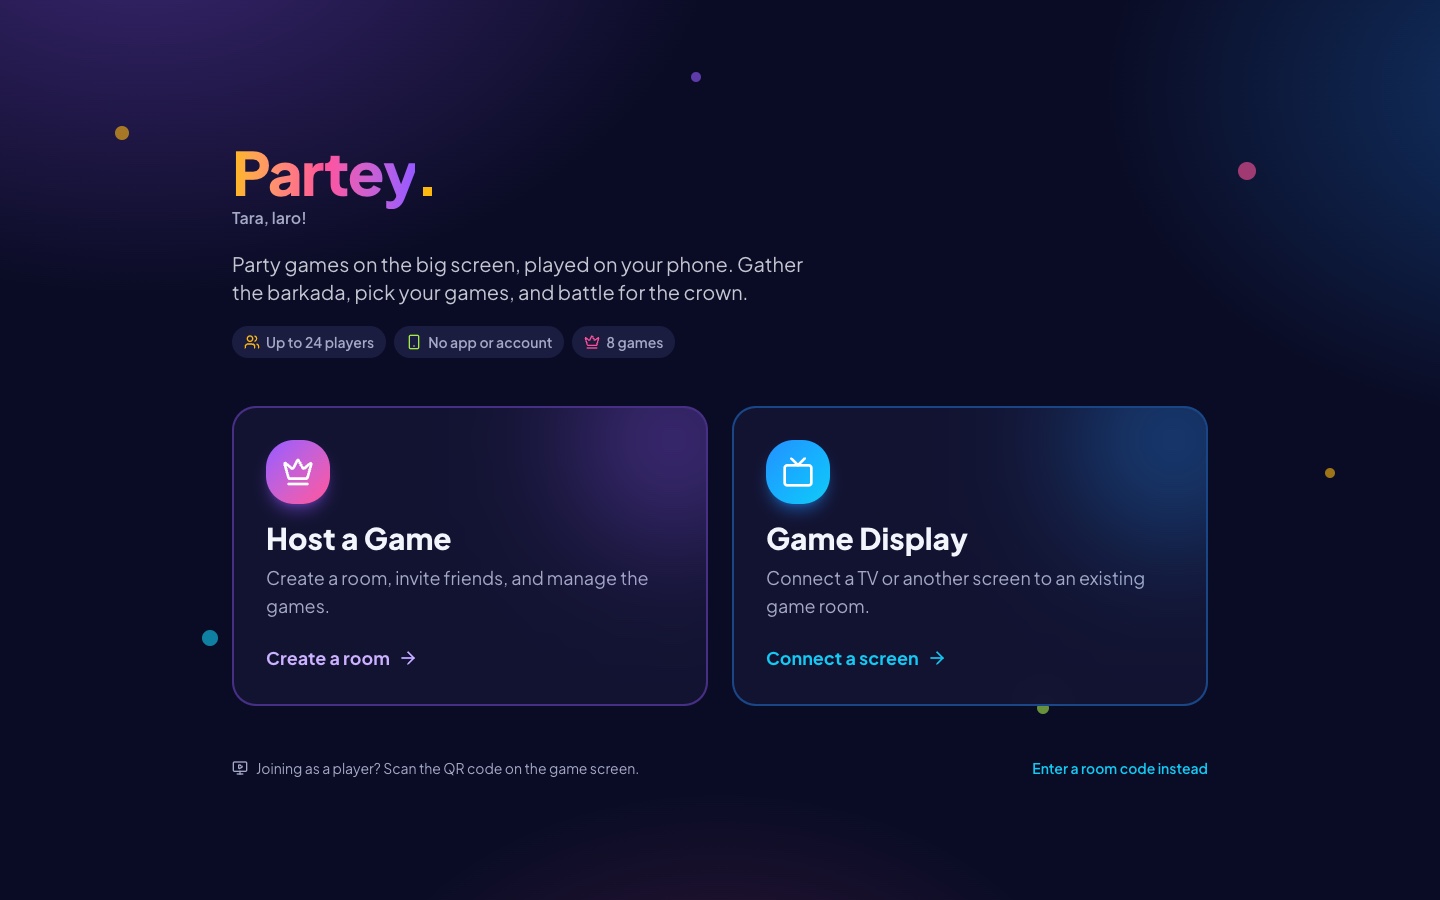 Partey.
Tara, laro!
Party games on the big screen, played on your phone. Gather
the barkada, pick your games, and battle for the crown.
Up to 24 players
No app or account
8 games
Host a Game
Create a room, invite friends, and manage the
games.
Create a room
Game Display
Connect a TV or another screen to an existing
game room.
Connect a screen
Joining as a player? Scan the QR code on the game screen.
Enter a room code instead